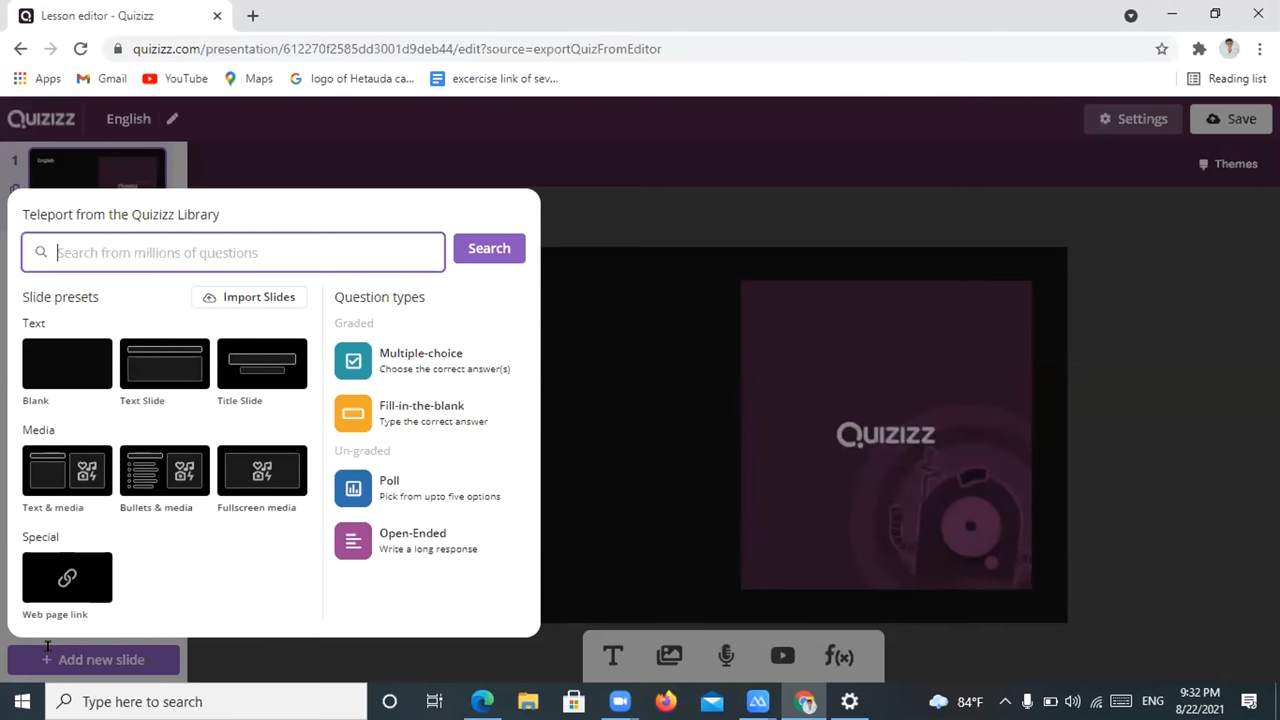 Lesson editor - Quizizz
quizizz.com/presentation/612270f2585dd3001d9deb44/edit?source=exportQuizFromEditor
Apps Gmail YouTube Maps logo of Hetauda ca... excercise link of sev... Reading list
QUIZIZZ English Settings Save
1 English
Themes
Teleport from the Quizizz Library
Search from millions of questions Search
Slide presets Import Slides Question types
Text Graded
Multiple-choice
Choose the correct answer(s)
Blank Text Slide Title Slide
Fill-in-the-blank
Type the correct answer
Media
Un-graded
Poll
Pick from upto five options
Text & media Bullets & media Fullscreen media
Special
Open-Ended
Write a long response
Web page link
QUIZIZZ
+ Add new slide
T f(x)
Type here to search 84°F ENG 9:32 PM
8/22/2021